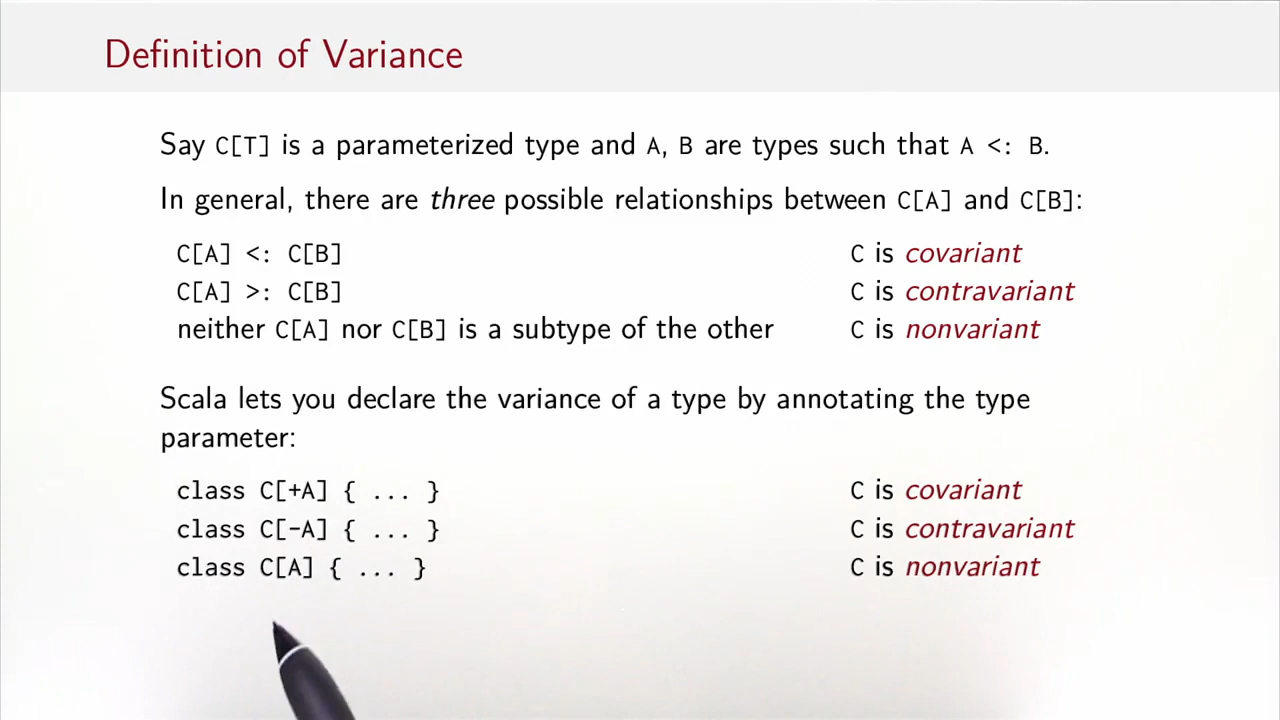 Definition of Variance
Say C[T] is a parameterized type and A, B are types such that A <: B.
In general, there are three possible relationships between C[A] and C[B]:
C[A] <: C[B] C is covariant
C[A] >: C[B] C is contravariant
neither C[A] nor C[B] is a subtype of the other C is nonvariant
Scala lets you declare the variance of a type by annotating the type
parameter:
class C[+A] { ... } C is covariant
class C[-A] { ... } C is contravariant
class C[A] { ... } C is nonvariant